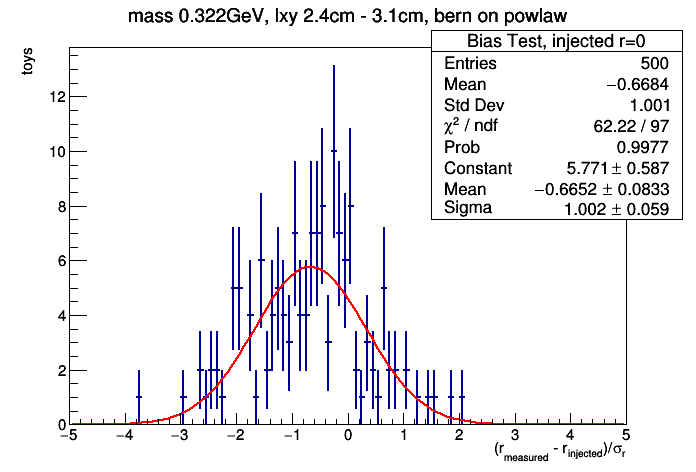 mass 0.322GeV, lxy 2.4cm - 3.1cm, bern on powlaw
toys
Bias Test, injected r=0
Entries 500
Mean −0.6684
Std Dev 1.001
χ² / ndf 62.22 / 97
Prob 0.9977
Constant 5.771 ± 0.587
Mean −0.6652 ± 0.0833
Sigma 1.002 ± 0.059
12
10
8
6
4
2
0
−5 −4 −3 −2 −1 0 1 2 3 4 5
(r_measured - r_injected)/σ_r